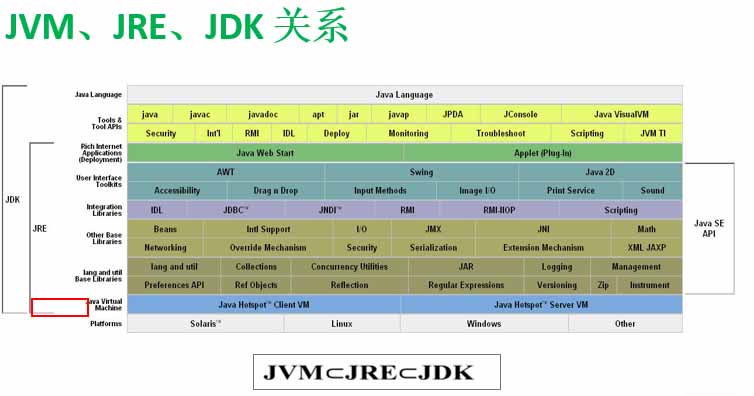 JVM、JRE、JDK 关系
Java Language Java Language
Tools & Tool APIs java javac javadoc apt jar javap JPDA JConsole Java VisualVM
Security Int'l RMI IDL Deploy Monitoring Troubleshoot Scripting JVM TI
Rich Internet Applications (Deployment) Java Web Start Applet (Plug-In)
User Interface Toolkits AWT Swing Java 2D
Accessibility Drag n Drop Input Methods Image I/O Print Service Sound
Integration Libraries IDL JDBC™ JNDI™ RMI RMI-IIOP Scripting
JDK
JRE
Java SE API
Other Base Libraries Beans Intl Support I/O JMX JNI Math
Networking Override Mechanism Security Serialization Extension Mechanism XML JAXP
lang and util Base Libraries lang and util Collections Concurrency Utilities JAR Logging Management
Preferences API Ref Objects Reflection Regular Expressions Versioning Zip Instrument
Java Virtual Machine Java Hotspot™ Client VM Java Hotspot™ Server VM
Platforms Solaris™ Linux Windows Other
JVM⊂JRE⊂JDK